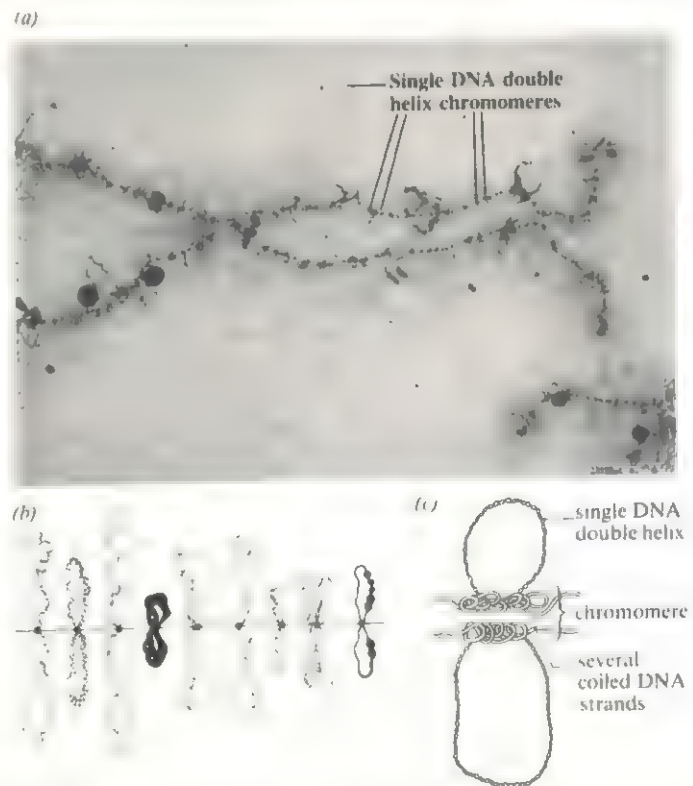 (a)
Single DNA double
helix chromomeres
(b)
(c)
single DNA
double helix
chromomere
several
coiled DNA
strands